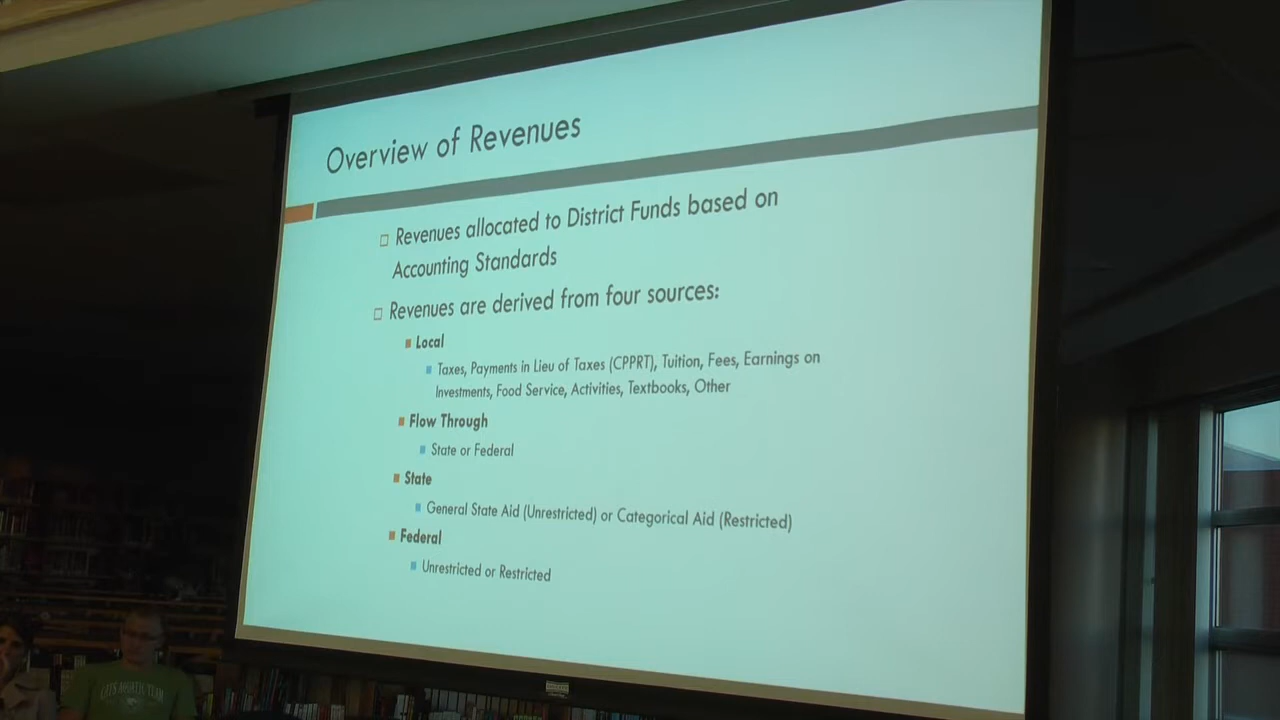 Overview of Revenues
Revenues allocated to District Funds based on
Accounting Standards
Revenues are derived from four sources:
Local
Taxes, Payments in Lieu of Taxes (CPPRT), Tuition, Fees, Earnings on
Investments, Food Service, Activities, Textbooks, Other
Flow Through
State or Federal
State
General State Aid (Unrestricted) or Categorical Aid (Restricted)
Federal
Unrestricted or Restricted
AQUATIC TEAM